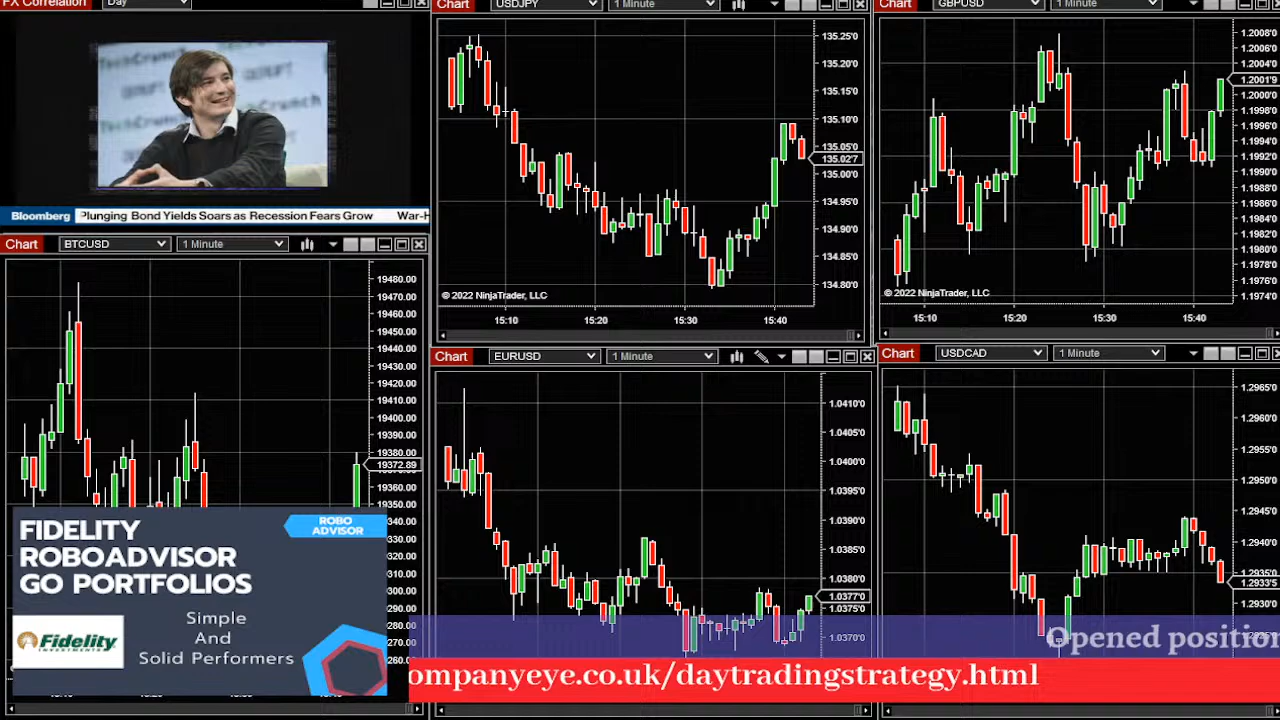 FX Correlation
Day
TechCrunch
Bloomberg
Plunging Bond Yields Soars as Recession Fears Grow
War-H
Chart
USDJPY
1 Minute
135.25'0
135.20'0
135.15'0
135.10'0
135.05'0
135.02'7
135.00'0
134.95'0
134.90'0
134.85'0
134.80'0
© 2022 NinjaTrader, LLC
15:10
15:20
15:30
15:40
Chart
GBPUSD
1 Minute
1.2008'0
1.2006'0
1.2004'0
1.2001'9
1.2000'0
1.1998'0
1.1996'0
1.1994'0
1.1992'0
1.1990'0
1.1988'0
1.1986'0
1.1984'0
1.1982'0
1.1980'0
1.1978'0
1.1976'0
1.1974'0
© 2022 NinjaTrader, LLC
15:10
15:20
15:30
15:40
Chart
BTCUSD
1 Minute
19480.00
19470.00
19460.00
19450.00
19440.00
19430.00
19420.00
19410.00
19400.00
19390.00
19380.00
19372.89
19360.00
19350.00
Chart
EURUSD
1 Minute
1.0410'0
1.0405'0
1.0400'0
1.0395'0
1.0390'0
1.0385'0
1.0380'0
1.0377'0
1.0375'0
1.0370'0
Chart
USDCAD
1 Minute
1.2965'0
1.2960'0
1.2955'0
1.2950'0
1.2945'0
1.2940'0
1.2935'0
1.2933'5
1.2930'0
FIDELITY
ROBOADVISOR
GO PORTFOLIOS
ROBO
ADVISOR
Simple
And
Solid Performers
Fidelity
INVESTMENTS
Opened position
ompanyeye.co.uk/daytradingstrategy.html